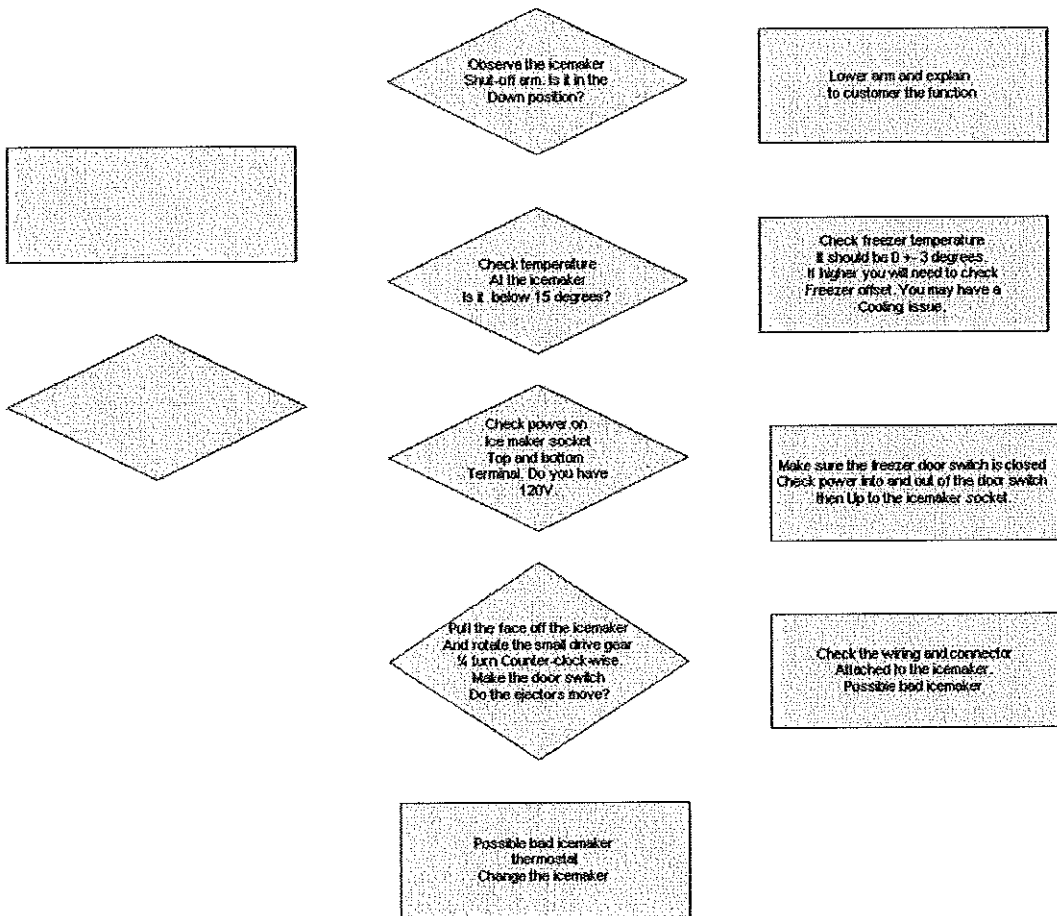 Observe the icemaker
Shut-off arm. Is it in the
Down position?
Lower arm and explain
to customer the function
Check temperature
At the icemaker
Is it below 15 degrees?
Check freezer temperature
It should be 0 +- 3 degrees.
If higher you will need to check
Freezer offset. You may have a
Cooling issue.
Check power on
Ice maker socket
Top and bottom
Terminal. Do you have
120V.
Make sure the freezer door switch is closed
Check power into and out of the door switch
then Up to the icemaker socket.
Pull the face off the icemaker
And rotate the small drive gear
¼ turn Counter-clock-wise
Make the door switch
Do the ejectors move?
Check the wiring and connector
Attached to the icemaker.
Possible bad icemaker
Possible bad icemaker
thermostat
Change the icemaker